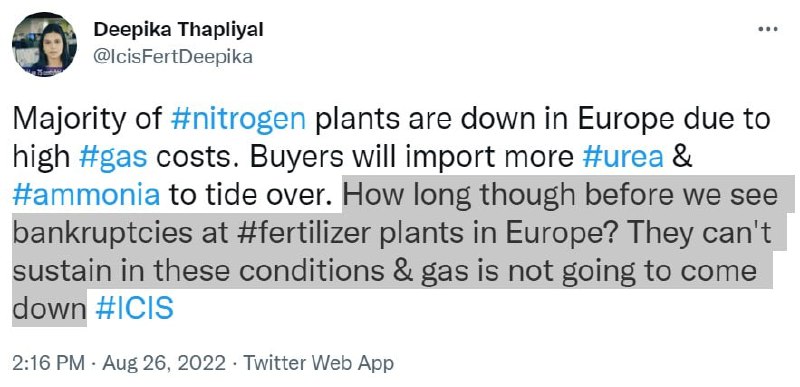 Deepika Thapliyal
@IcisFertDeepika
Majority of #nitrogen plants are down in Europe due to
high #gas costs. Buyers will import more #urea &
#ammonia to tide over. How long though before we see
bankruptcies at #fertilizer plants in Europe? They can't
sustain in these conditions & gas is not going to come
down #ICIS
2:16 PM · Aug 26, 2022 · Twitter Web App